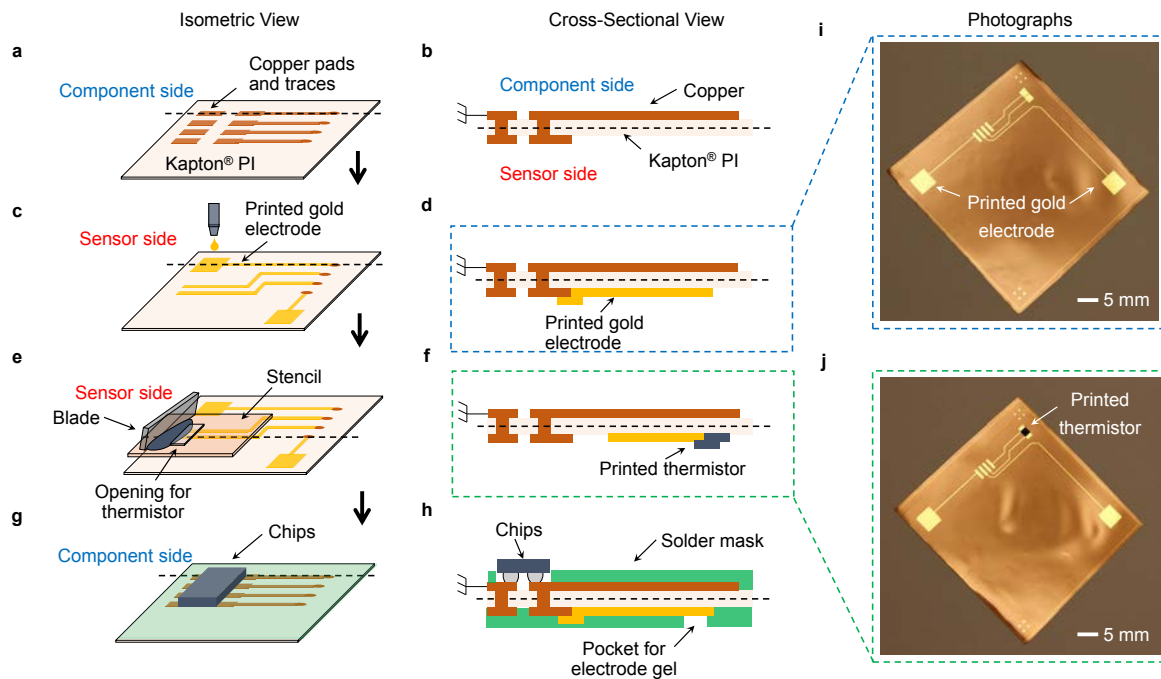 Isometric View
Cross-Sectional View
Photographs
a
Copper pads
and traces
Component side
Kapton® PI
b
Component side
Copper
Kapton® PI
Sensor side
i
Printed gold
electrode
5 mm
c
Sensor side
Printed gold
electrode
d
Printed gold
electrode
e
Sensor side
Stencil
Blade
Opening for
thermistor
f
Printed thermistor
j
Printed
thermistor
5 mm
g
Chips
Component side
h
Chips
Solder mask
Pocket for
electrode gel